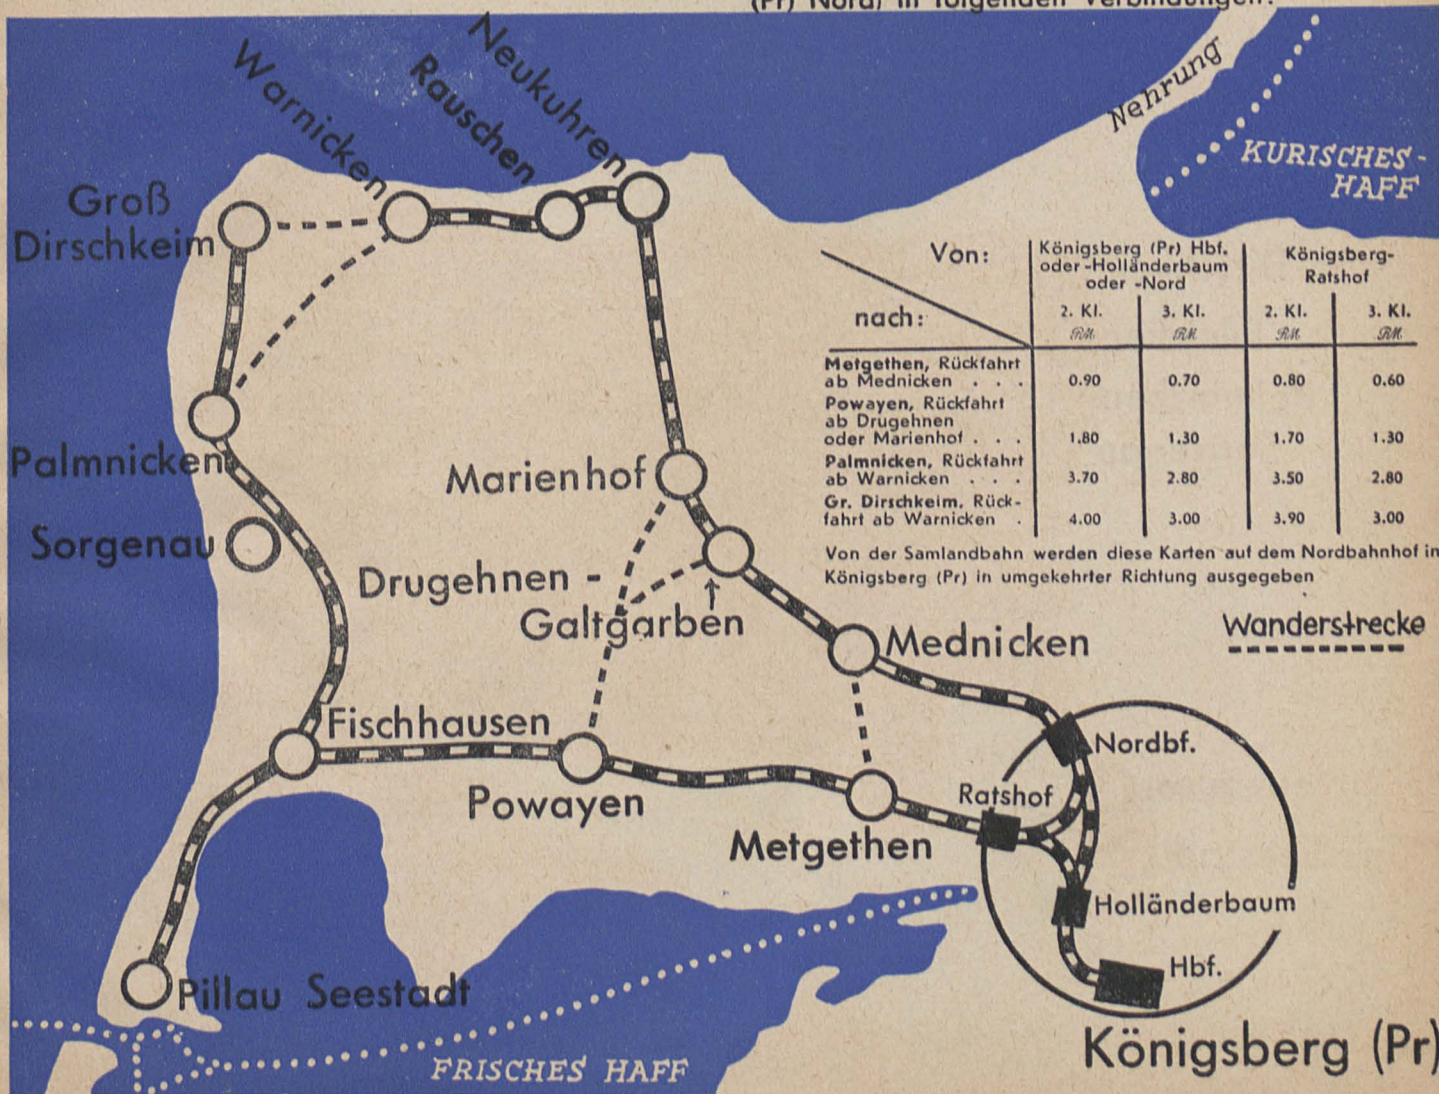 (Pr) Nord) in folgenden Verbindungen:
Warnicken
Rauschen
Neukuhren
Nehrung
KURISCHES-
HAFF
Groß
Dirschkeim
Von:
nach:
Königsberg (Pr) Hbf.
oder -Holländerbaum
oder -Nord
Königsberg-
Ratshof
2. Kl. 3. Kl. 2. Kl. 3. Kl.
RM RM RM RM
Metgethen, Rückfahrt
ab Mednicken . . . 0.90 0.70 0.80 0.60
Powayen, Rückfahrt
ab Drugehnen
oder Marienhof . . . 1.80 1.30 1.70 1.30
Palmnicken, Rückfahrt
ab Warnicken . . . 3.70 2.80 3.50 2.80
Gr. Dirschkeim, Rück-
fahrt ab Warnicken . 4.00 3.00 3.90 3.00
Von der Samlandbahn werden diese Karten auf dem Nordbahnhof in
Königsberg (Pr) in umgekehrter Richtung ausgegeben
Palmnicken
Marienhof
Sorgenau
Drugehnen -
Galtgarben
Mednicken
Wanderstrecke
Fischhausen
Nordbf.
Powayen
Ratshof
Metgethen
Holländerbaum
Hbf.
Pillau Seestadt
Königsberg (Pr)
FRISCHES HAFF